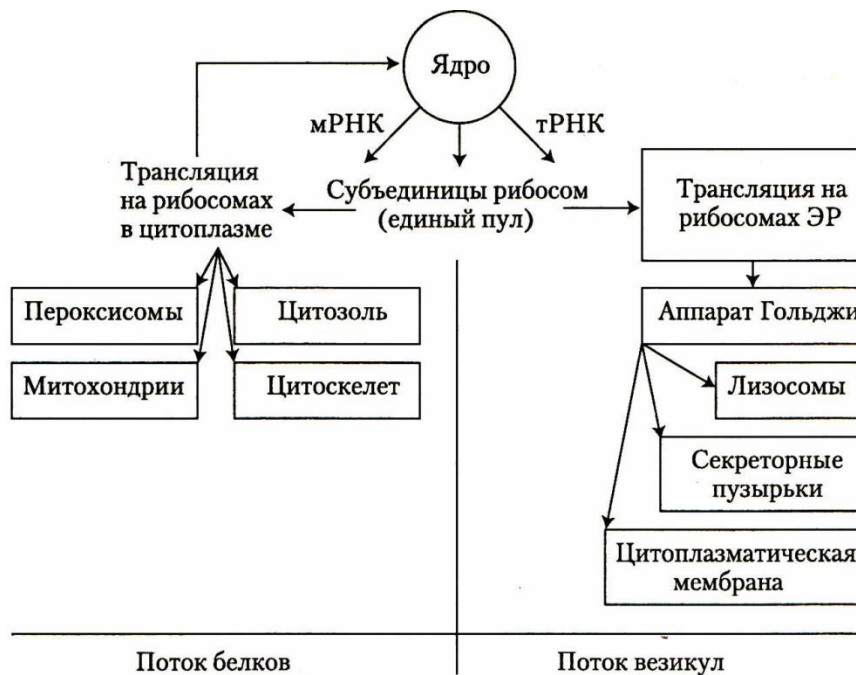 Ядро
мРНК
тРНК
Трансляция
на рибосомах
в цитоплазме
Субъединицы рибосом
(единый пул)
Трансляция на
рибосомах ЭР
Пероксисомы
Цитозоль
Митохондрии
Цитоскелет
Аппарат Гольджи
Лизосомы
Секреторные
пузырьки
Цитоплазматическая
мембрана
Поток белков
Поток везикул